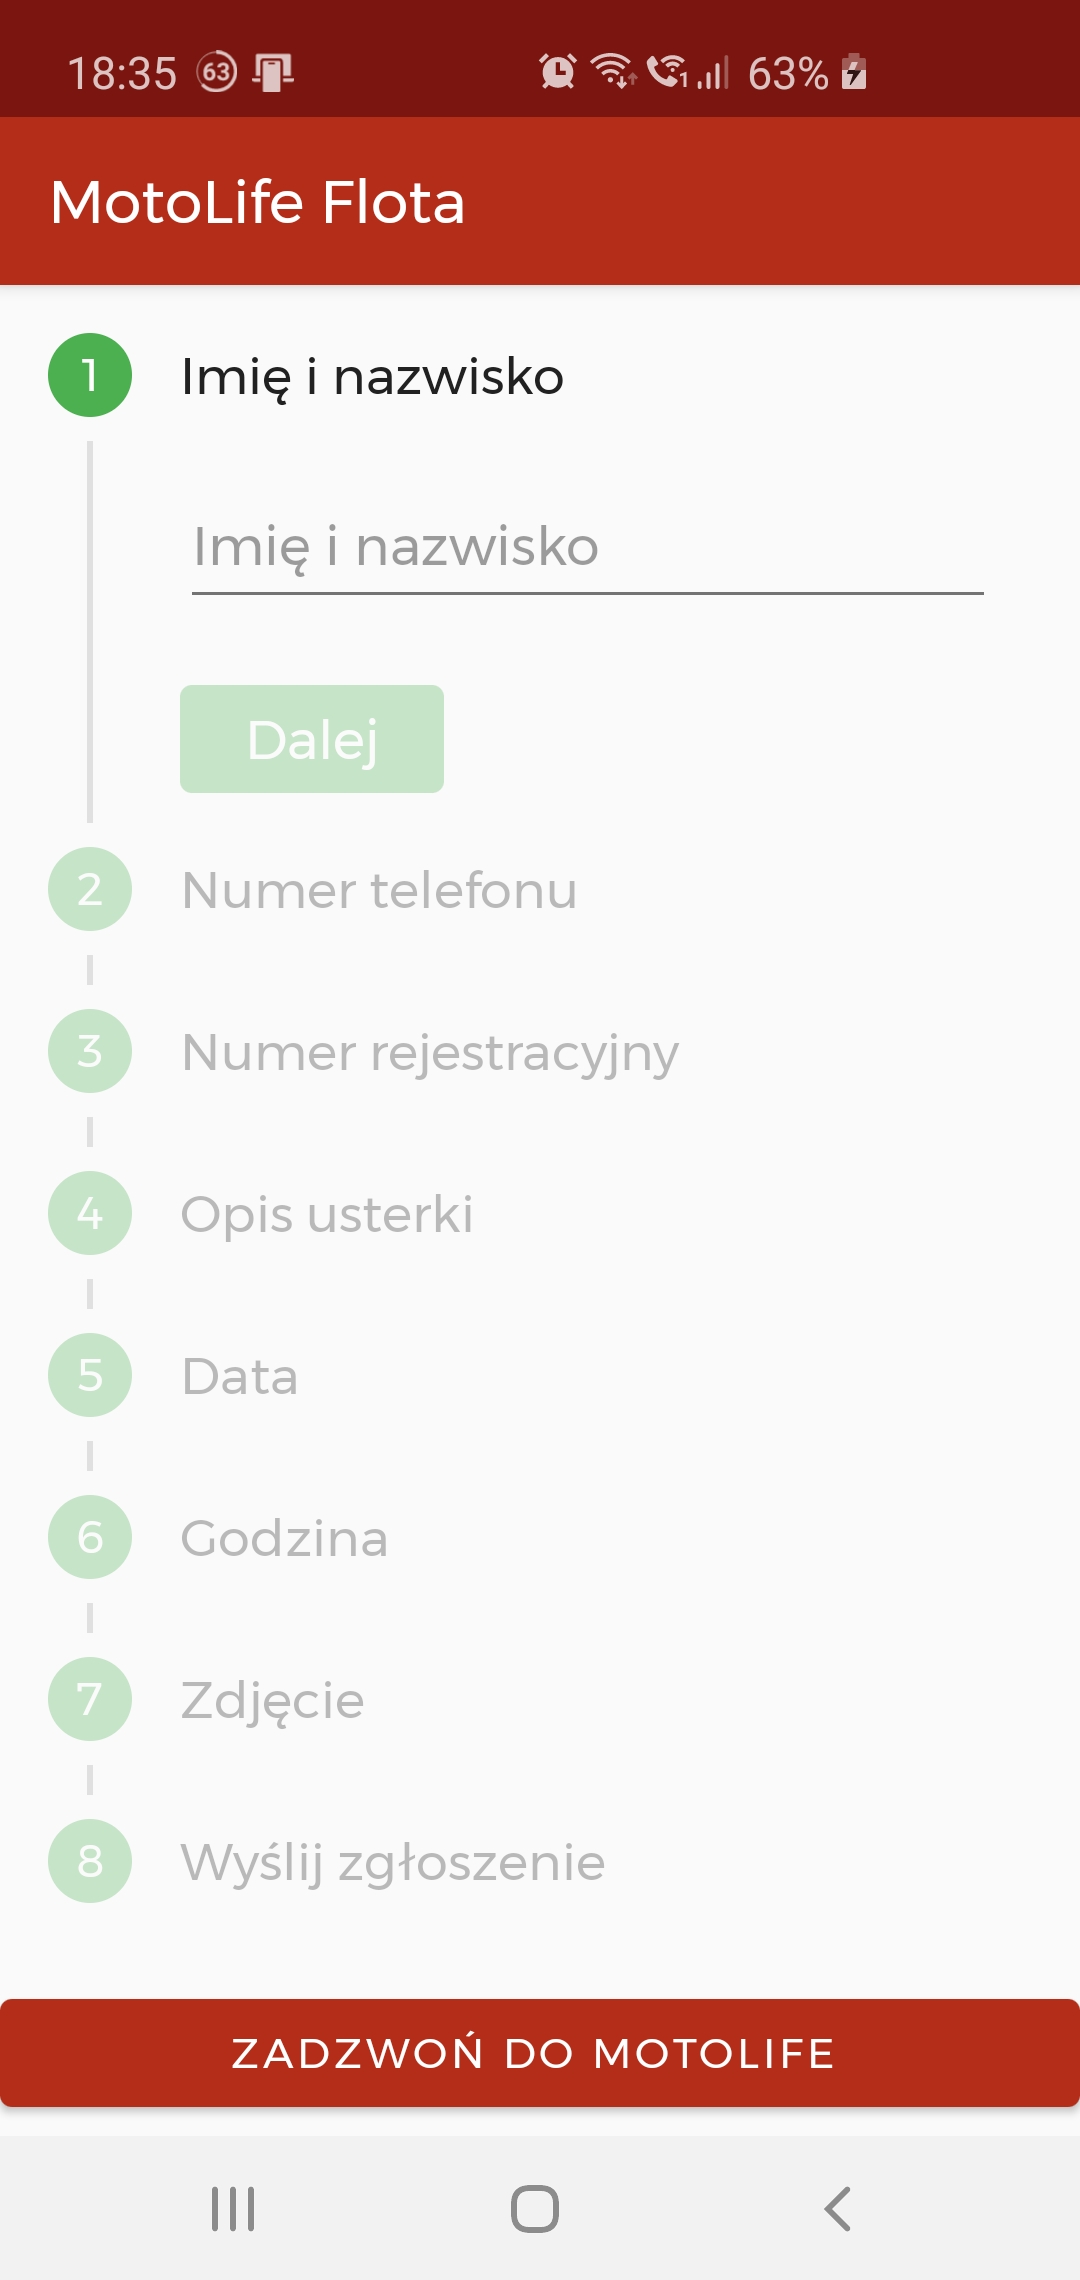 18:35 63 1 63%
MotoLife Flota
1 Imię i nazwisko
Imię i nazwisko
Dalej
2 Numer telefonu
3 Numer rejestracyjny
4 Opis usterki
5 Data
6 Godzina
7 Zdjęcie
8 Wyślij zgłoszenie
ZADZWOŃ DO MOTOLIFE